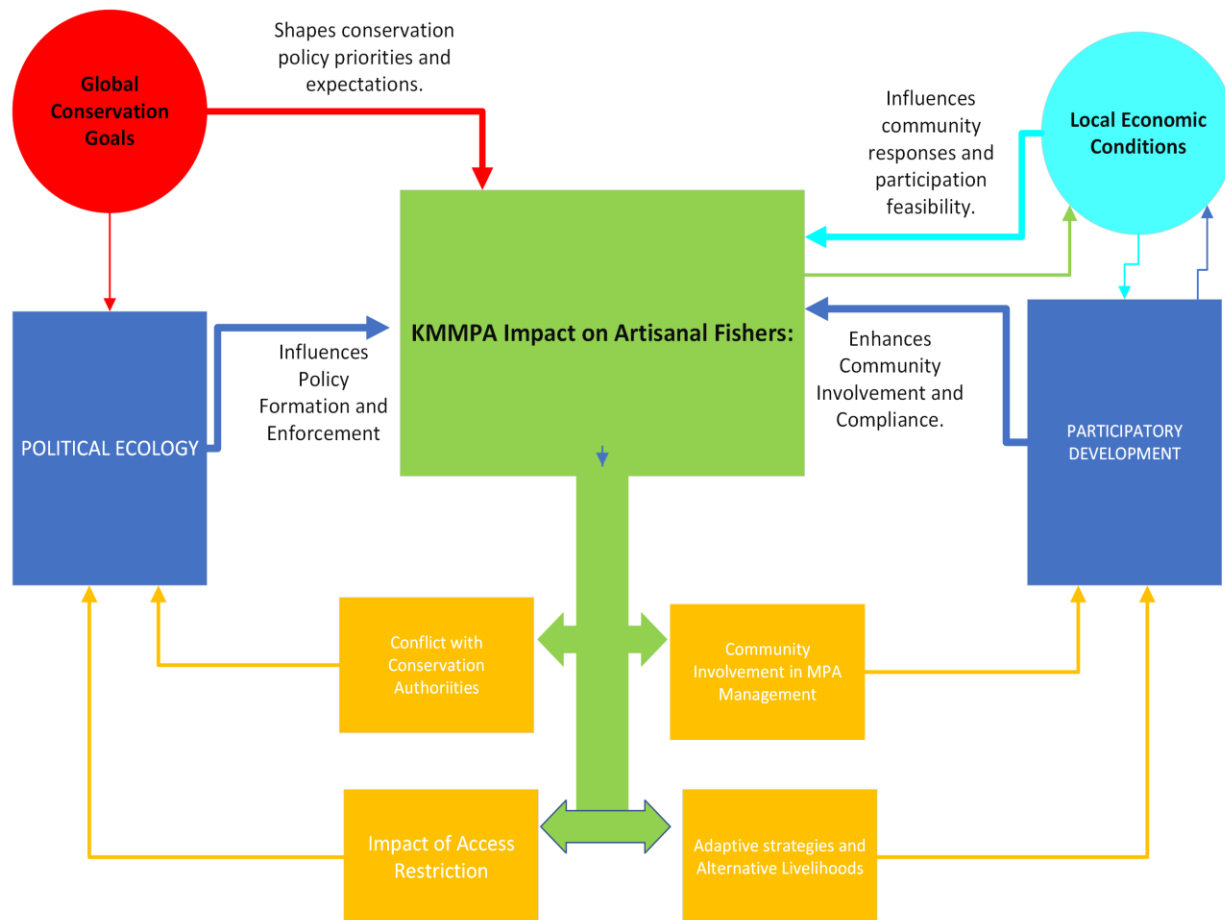 Global
Conservation
Goals
Shapes conservation
policy priorities and
expectations.
Influences
community
responses and
participation
feasibility.
Local Economic
Conditions
KMMPA Impact on Artisanal Fishers:
POLITICAL ECOLOGY
Influences
Policy
Formation and
Enforcement
Enhances
Community
Involvement and
Compliance.
PARTICIPATORY
DEVELOPMENT
Conflict with
Conservation
Authoriities
Community
Involvement in MPA
Management
Impact of Access
Restriction
Adaptive strategies and
Alternative Livelihoods